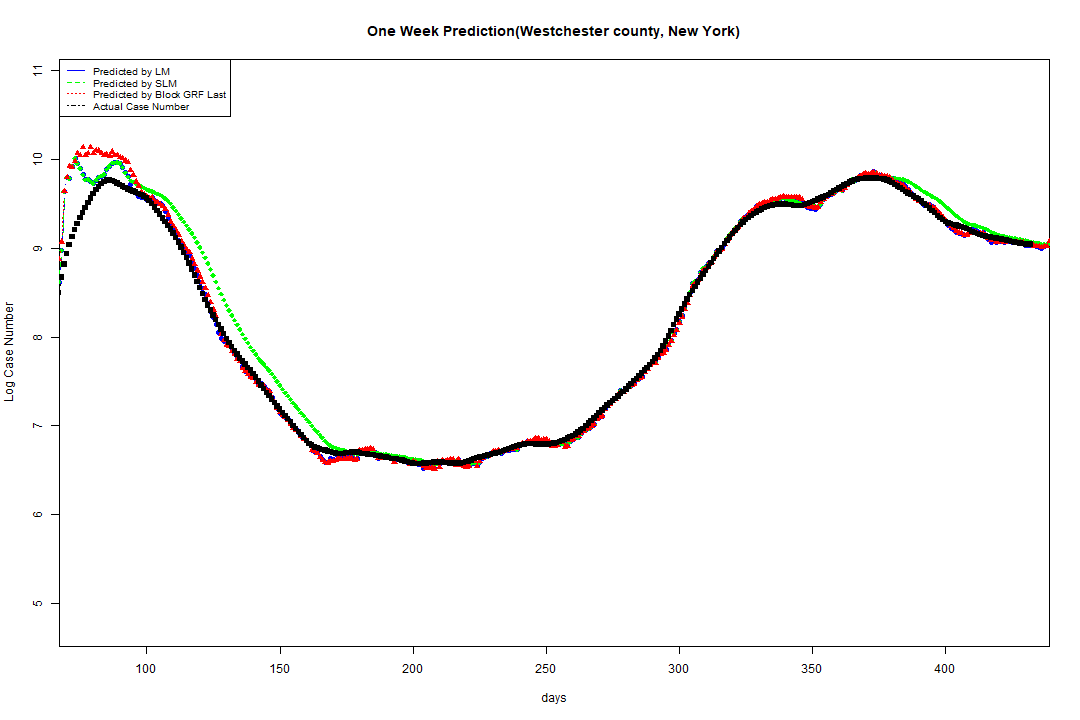 One Week Prediction(Westchester county, New York)
Predicted by LM
Predicted by SLM
Predicted by Block GRF Last
Actual Case Number
11
10
9
8
7
6
5
Log Case Number
100 150 200 250 300 350 400
days